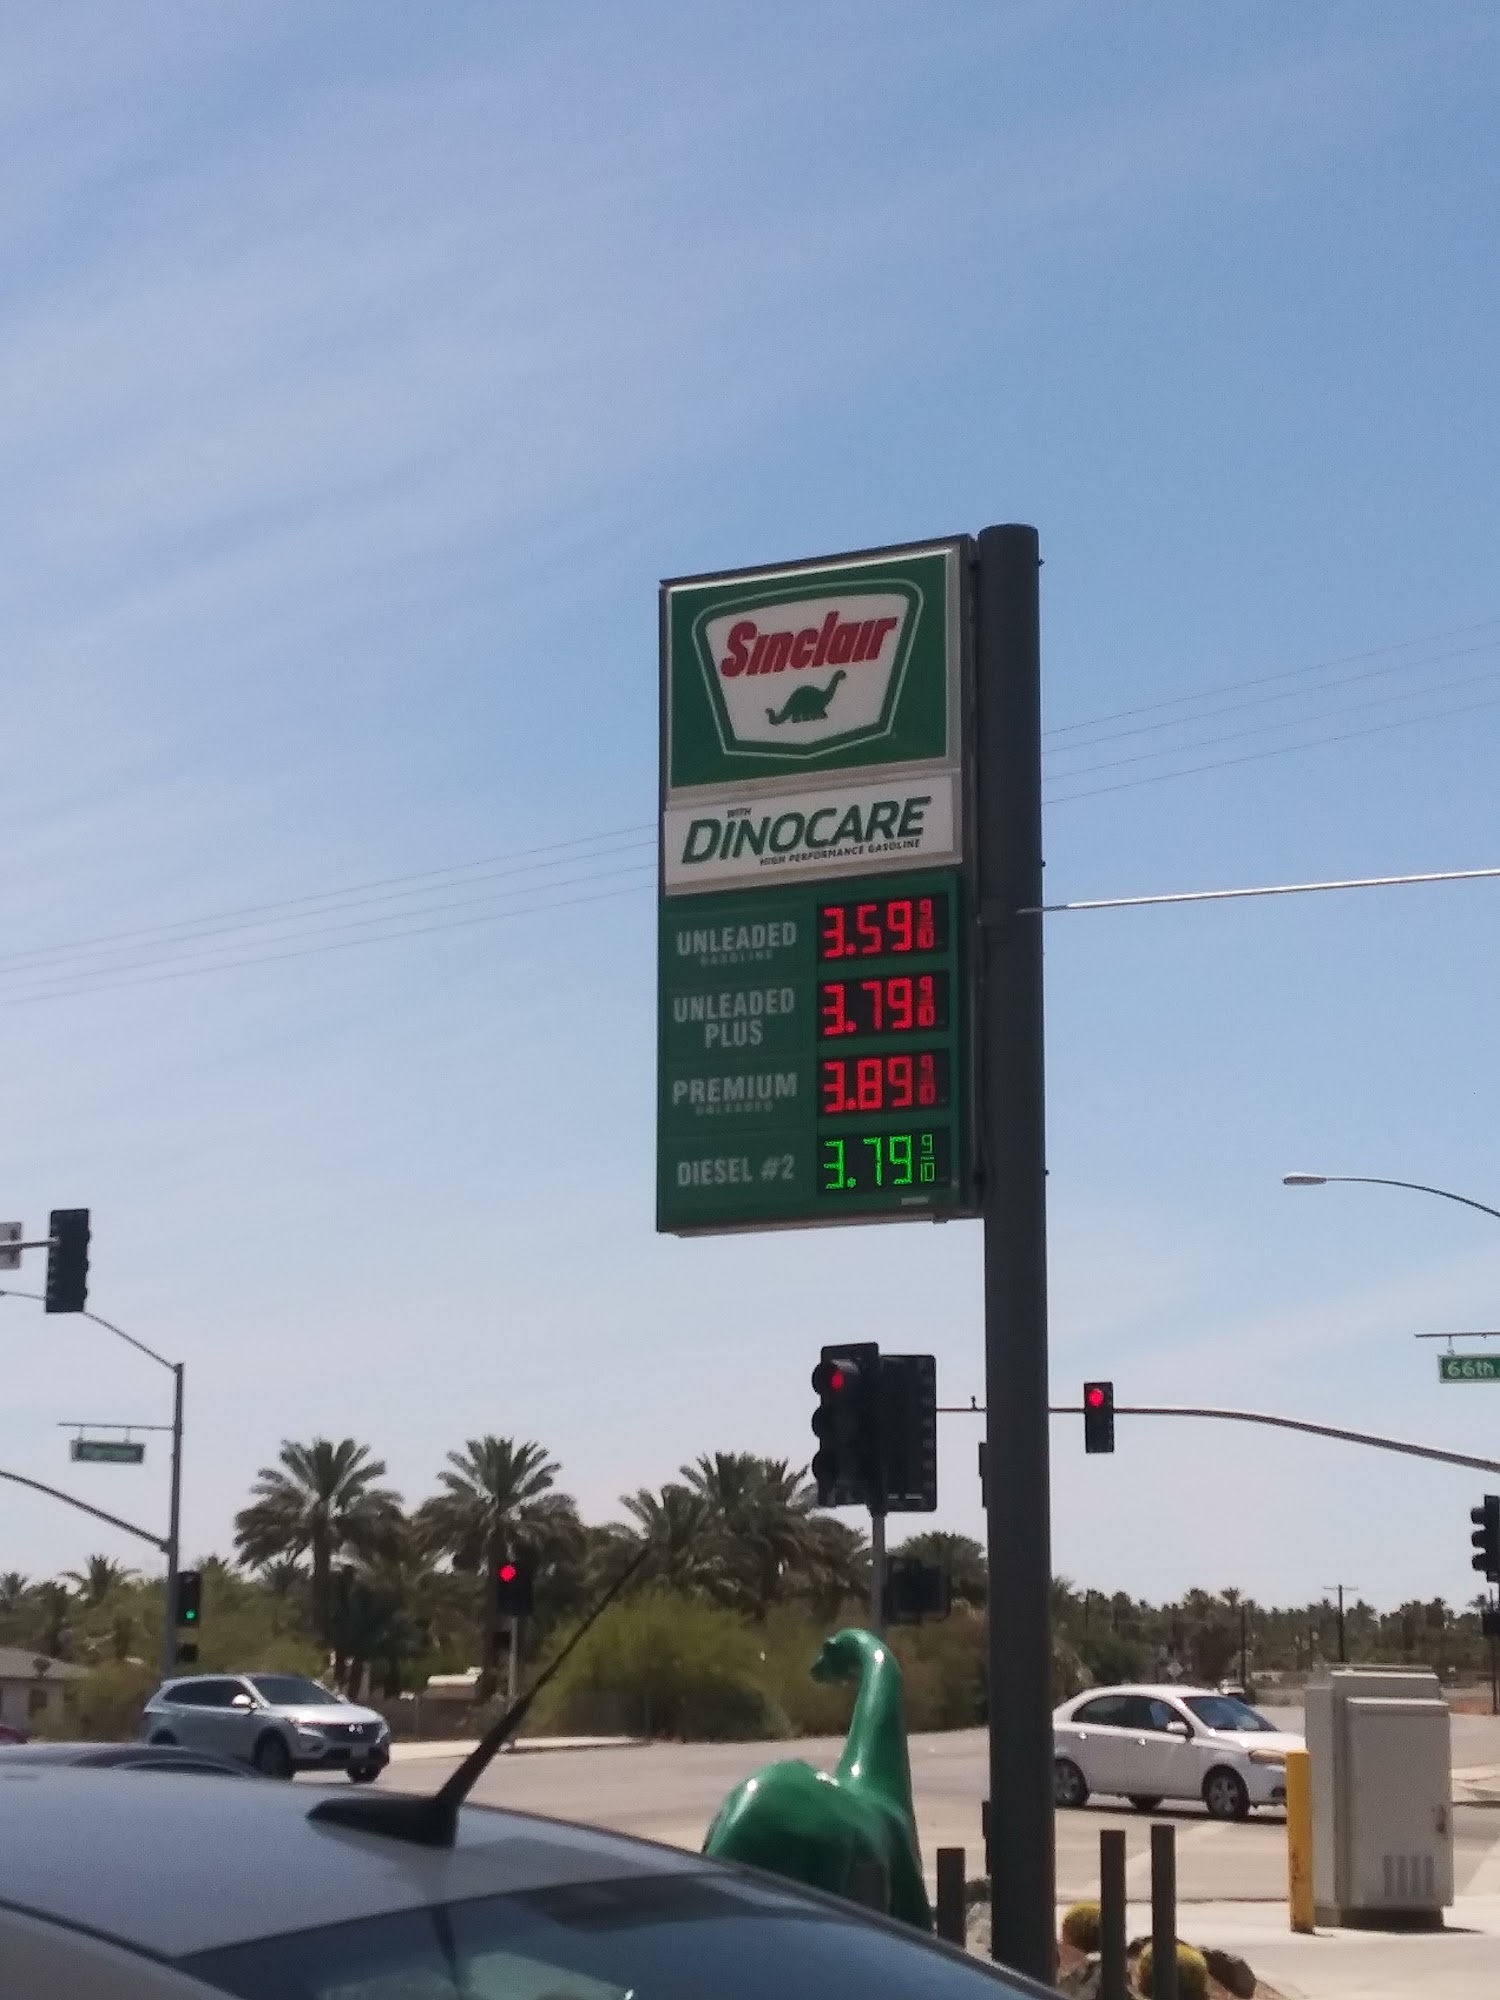 Sinclair
WITH
DINOCARE
HIGH PERFORMANCE GASOLINE
UNLEADED 3.59 9/10
GASOLINE
UNLEADED
PLUS 3.79 9/10
PREMIUM 3.89 9/10
UNLEADED
DIESEL #2 3.79 9/10
66th